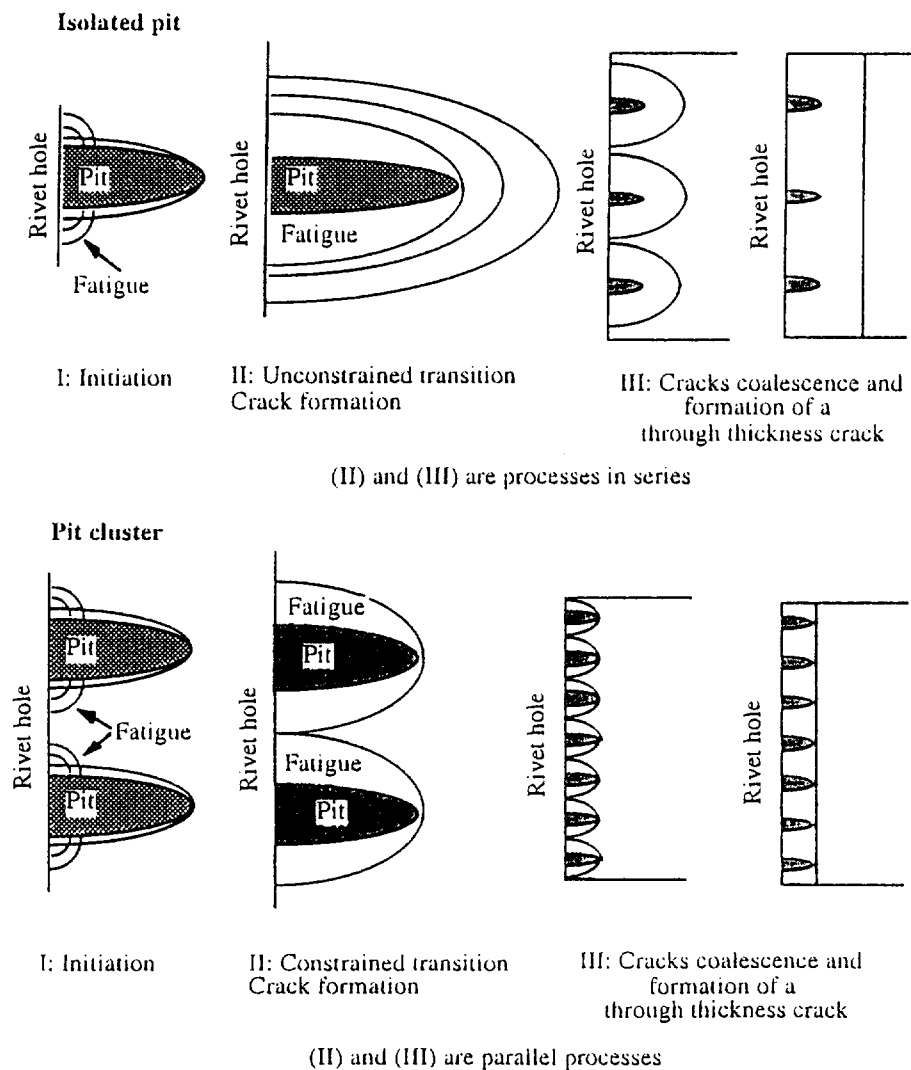 Isolated pit
Rivet hole
Pit
Fatigue
Rivet hole
Pit
Fatigue
Rivet hole
Rivet hole
I: Initiation
II: Unconstrained transition
Crack formation
III: Cracks coalescence and
formation of a
through thickness crack
(II) and (III) are processes in series
Pit cluster
Rivet hole
Pit
Fatigue
Pit
Rivet hole
Fatigue
Pit
Fatigue
Pit
Rivet hole
Rivet hole
I: Initiation
II: Constrained transition
Crack formation
III: Cracks coalescence and
formation of a
through thickness crack
(II) and (III) are parallel processes